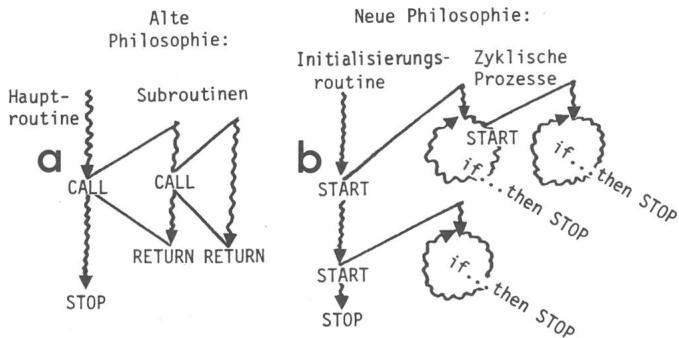 Alte
Philosophie:
Haupt-
routine
Subroutinen
a
CALL
CALL
RETURN RETURN
STOP
Neue Philosophie:
Initialisierungs-
routine
Zyklische
Prozesse
b
START
START
if...then STOP
if...then STOP
START
if...then STOP
STOP